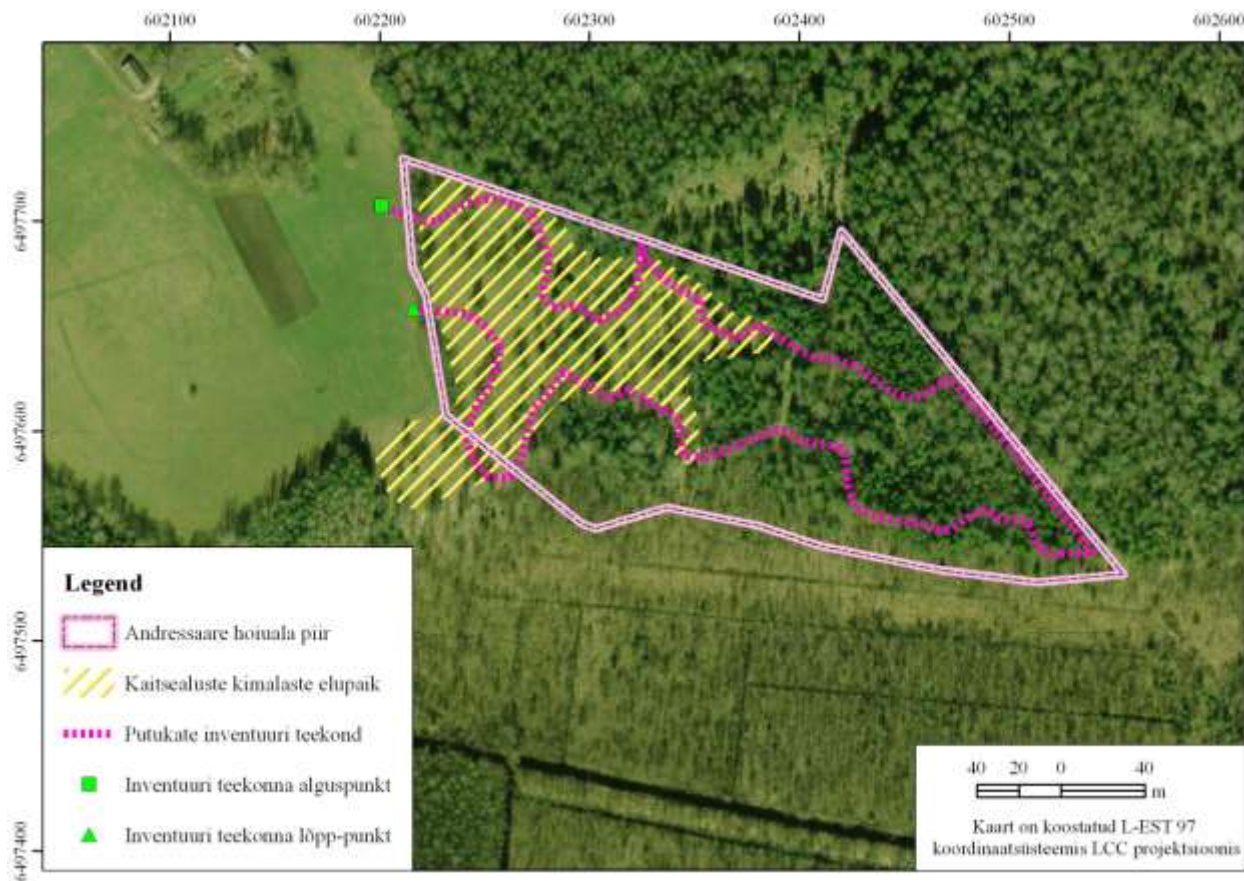 602100 602200 602300 602400 602500 602600
6497700
6497600
6497500
6497400
Legend
Andressaare hoiuala piir
Kaitsealuste kimalaste elupaik
Putukate inventuuri teekond
Inventuuri teekonna alguspunkt
Inventuuri teekonna lõpp-punkt
40 20 0 40
m
Kaart on koostatud L-EST 97
koordinaatsüsteemis LCC projektsioonis